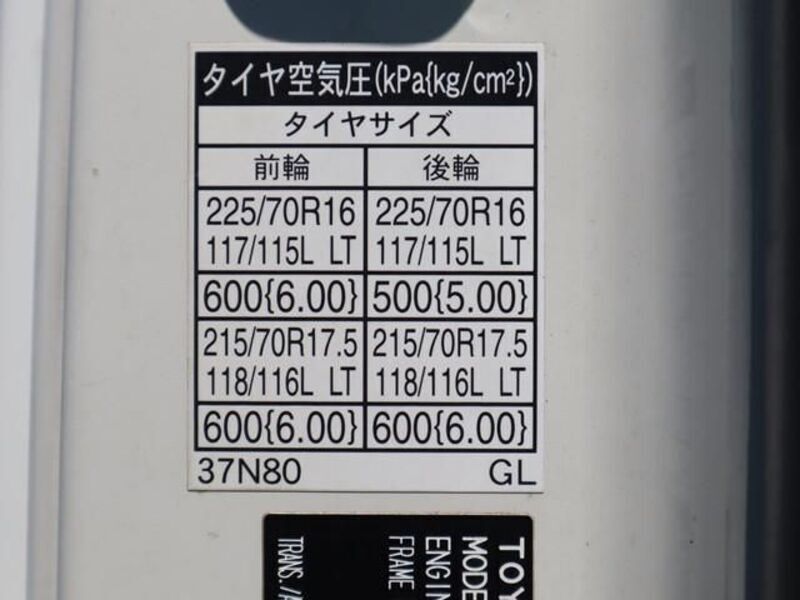 タイヤ空気圧(kPa{kg/cm²})
タイヤサイズ
前輪 後輪
225/70R16 225/70R16
117/115L LT 117/115L LT
600{6.00} 500{5.00}
215/70R17.5 215/70R17.5
118/116L LT 118/116L LT
600{6.00} 600{6.00}
37N80 GL
TOY
MODE
ENGIN
FRAME
TRANS./A